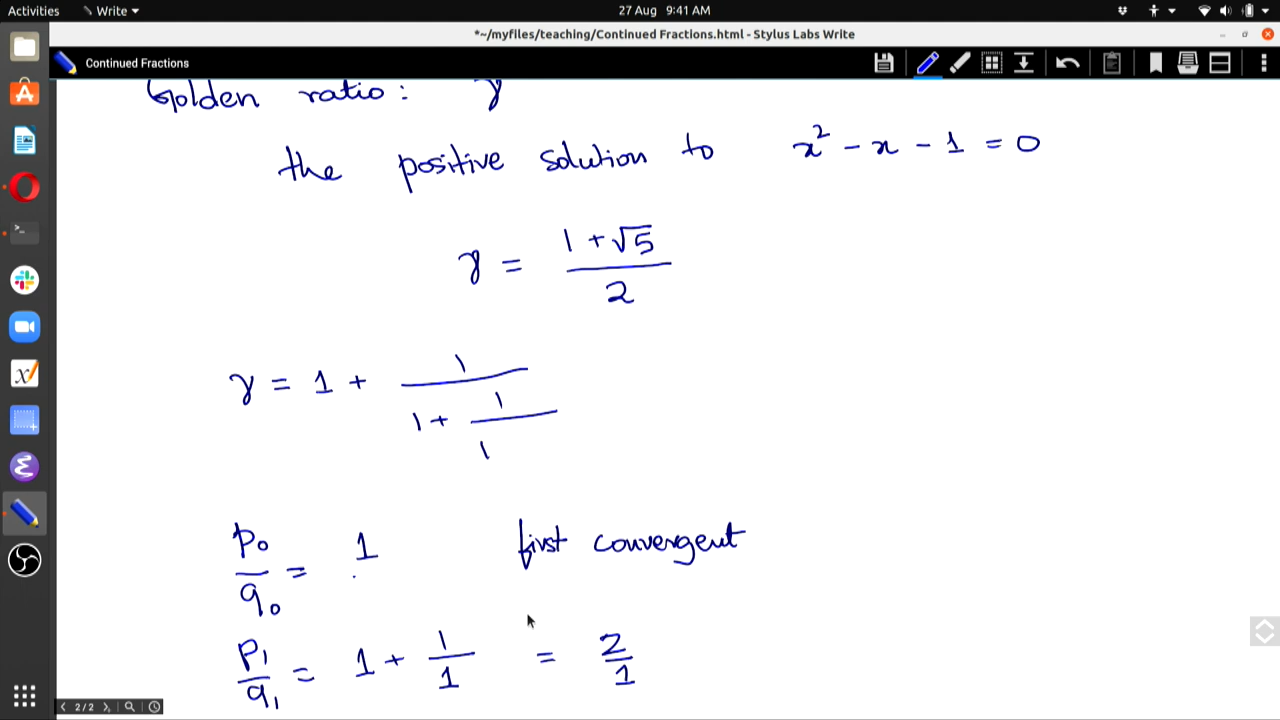 Activities Write 27 Aug 9:41 AM
*~/myfiles/teaching/Continued Fractions.html - Stylus Labs Write
Continued Fractions
Golden ratio : γ
the positive solution to x² - x - 1 = 0
γ = (1 + √5) / 2
γ = 1 + 1 / (1 + 1 / 1)
p₀ / q₀ = 1 first convergent
p₁ / q₁ = 1 + 1 / 1 = 2 / 1
2/2